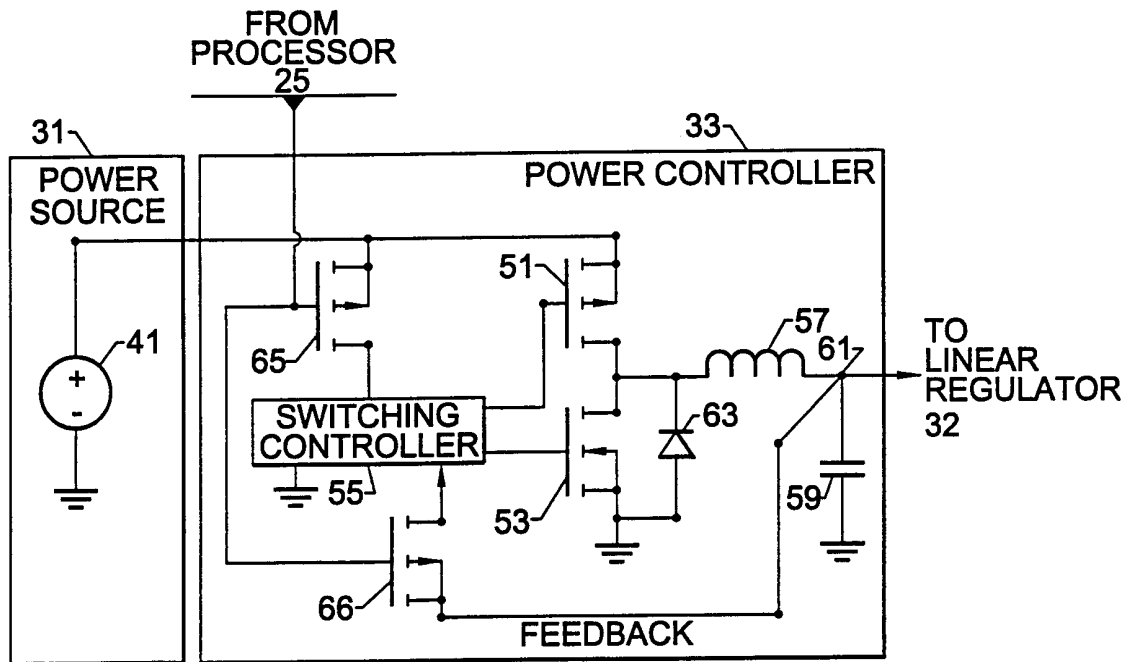 FROM
PROCESSOR
25
31
33
POWER
SOURCE
POWER CONTROLLER
51
57
61
TO
LINEAR
REGULATOR
32
41
+
-
65
SWITCHING
CONTROLLER
63
55
53
59
66
FEEDBACK